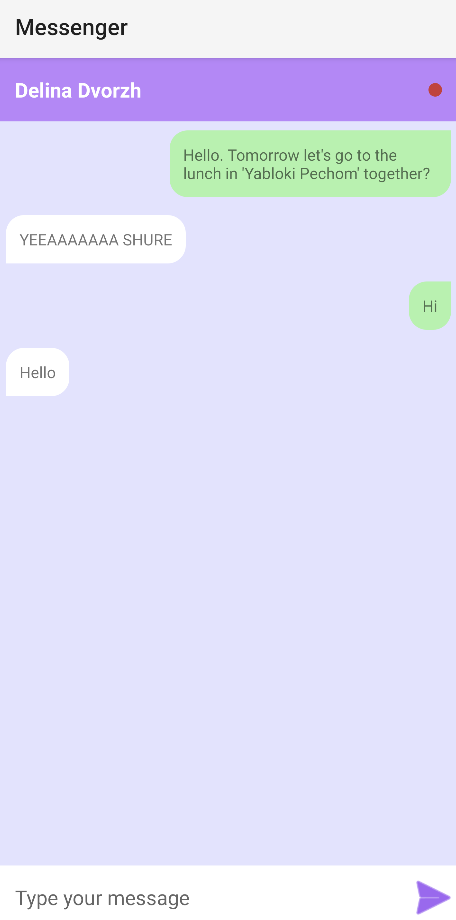 Messenger
Delina Dvorzh
Hello. Tomorrow let's go to the
lunch in 'Yabloki Pechom' together?
YEEAAAAAAA SHURE
Hi
Hello
Type your message